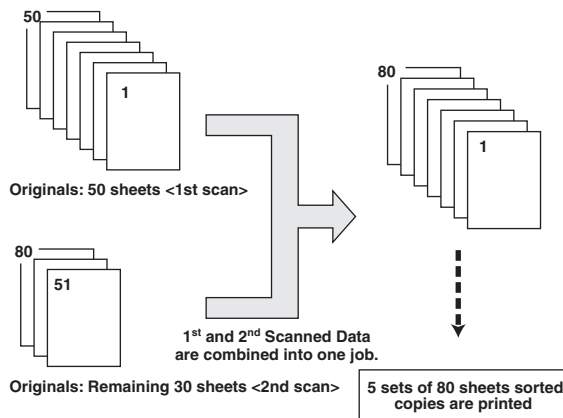 50
1
Originals: 50 sheets <1st scan>
80
51
Originals: Remaining 30 sheets <2nd scan>
1st and 2nd Scanned Data
are combined into one job.
80
1
5 sets of 80 sheets sorted
copies are printed